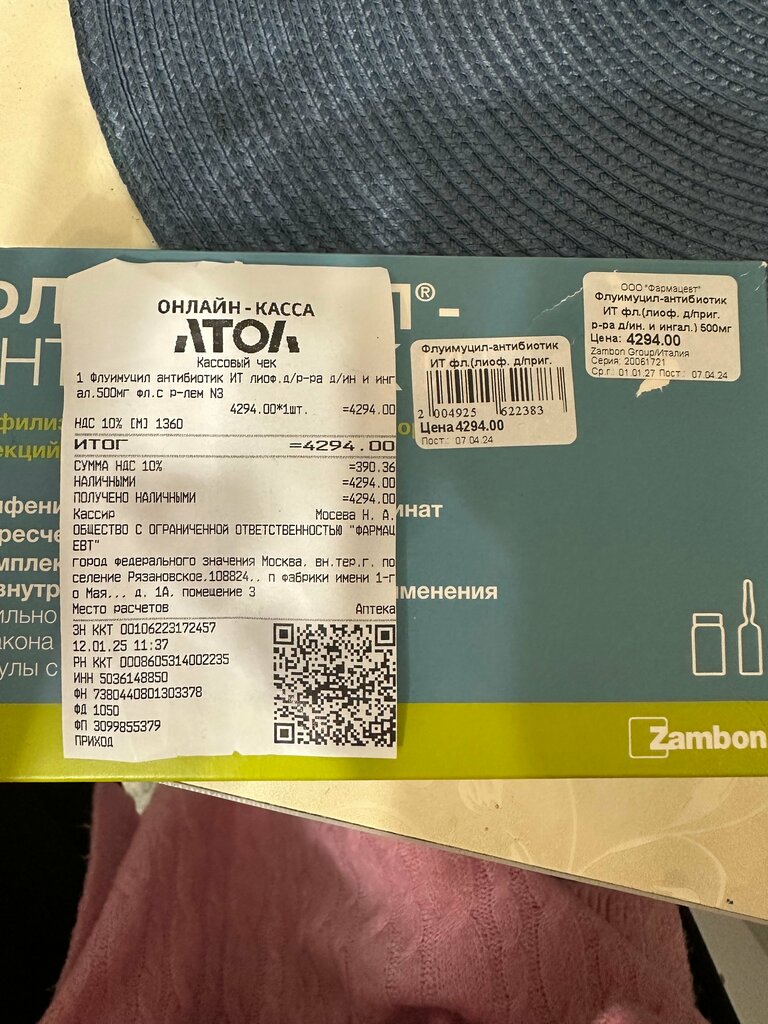 ОНЛАЙН-КАССА
АТОЛ
Кассовый чек
1 Флуимуцил антибиотик ИТ лиоф.д/р-ра д/ин и инг
ал.500мг фл.с р-лем N3
4294.00*1шт. =4294.00
НДС 10% [М] 1360
ИТОГ =4294.00
СУММА НДС 10% =390.36
НАЛИЧНЫМИ =4294.00
ПОЛУЧЕНО НАЛИЧНЫМИ =4294.00
Кассир Мосева Н. А.
ОБЩЕСТВО С ОГРАНИЧЕННОЙ ОТВЕТСТВЕННОСТЬЮ "ФАРМАЦ
ЕВТ"
город федерального значения Москва, вн.тер.г. по
селение Рязановское,108824,, п фабрики имени 1-г
о Мая,,, д. 1А, помещение 3
Место расчетов Аптека
ЗН ККТ 00106223172457
12.01.25 11:37
РН ККТ 0008605314002235
ИНН 5036148850
ФН 7380440801303378
ФД 1050
ФП 3099855379
ПРИХОД
Флуимуцил-антибиотик
ИТ фл.(лиоф. д/приг.
2 004925 622383
Цена 4294.00
Пост.: 07.04.24
ООО "Фармацевт"
Флуимуцил-антибиотик
ИТ фл.(лиоф. д/приг.
р-ра д/ин. и ингал.) 500мг
Цена: 4294.00
Zambon Group/Италия
Серия: 20061721
Ср.г.: 01.01.27 Пост.: 07.04.24
®-
инат
именения
Zambon